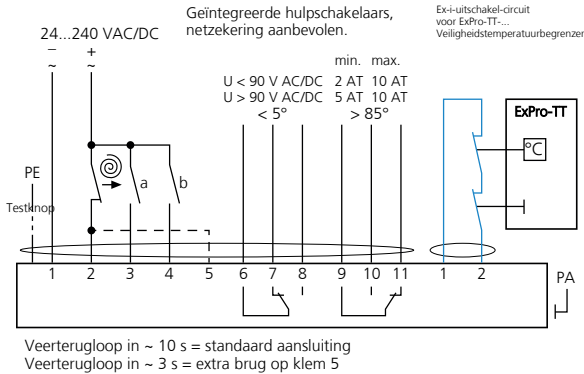 24...240 VAC/DC
– +
~ ~
Geïntegreerde hulpschakelaars,
netzekering aanbevolen.
min. max.
U < 90 V AC/DC 2 AT 10 AT
U > 90 V AC/DC 5 AT 10 AT
< 5° > 85°
Ex-i-uitschakel-circuit
voor ExPro-TT-...
Veiligheidstemperatuurbegrenzer
ExPro-TT
°C
PE
Testknop
a b
1 2 3 4 5 6 7 8 9 10 11 1 2
PA
Veerterugloop in ~ 10 s = standaard aansluiting
Veerterugloop in ~ 3 s = extra brug op klem 5